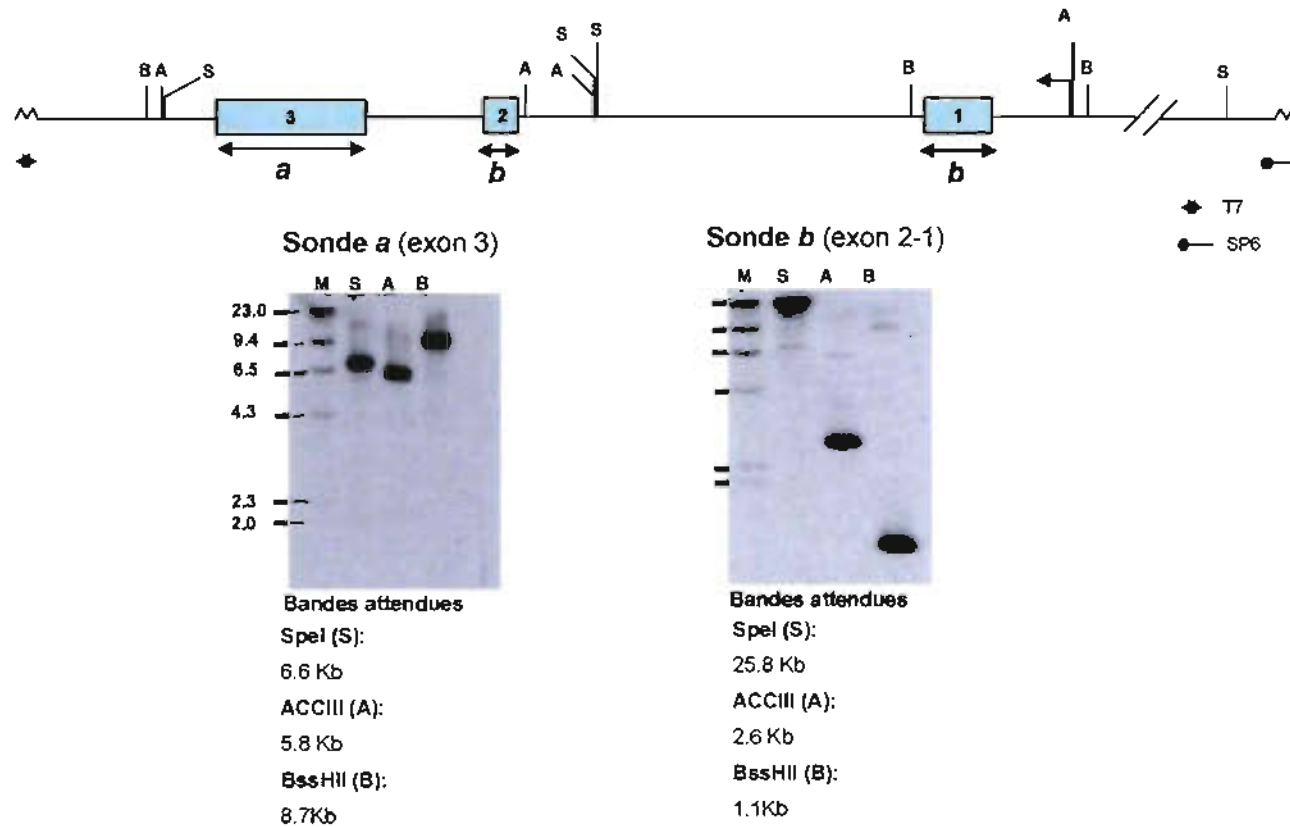 A
S
S
B A S A A B B S
3 2 1
a b b
T7
SP6
Sonde a (exon 3)
M S A B
23,0
9.4
6.5
4,3
2,3
2,0
Bandes attendues
SpeI (S):
6.6 Kb
ACCIII (A):
5.8 Kb
BssHII (B):
8.7Kb
Sonde b (exon 2-1)
M S A B
Bandes attendues
SpeI (S):
25.8 Kb
ACCIII (A):
2.6 Kb
BssHII (B):
1.1Kb